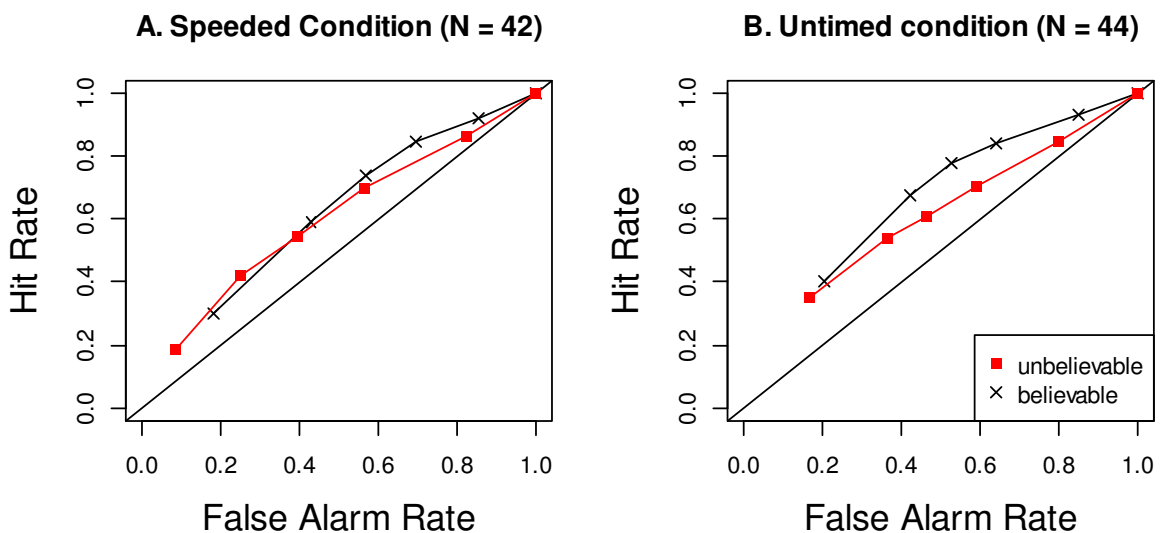 A. Speeded Condition (N = 42)
Hit Rate
1.0
0.8
0.6
0.4
0.2
0.0
0.0 0.2 0.4 0.6 0.8 1.0
False Alarm Rate
B. Untimed condition (N = 44)
Hit Rate
1.0
0.8
0.6
0.4
0.2
0.0
unbelievable
believable
0.0 0.2 0.4 0.6 0.8 1.0
False Alarm Rate